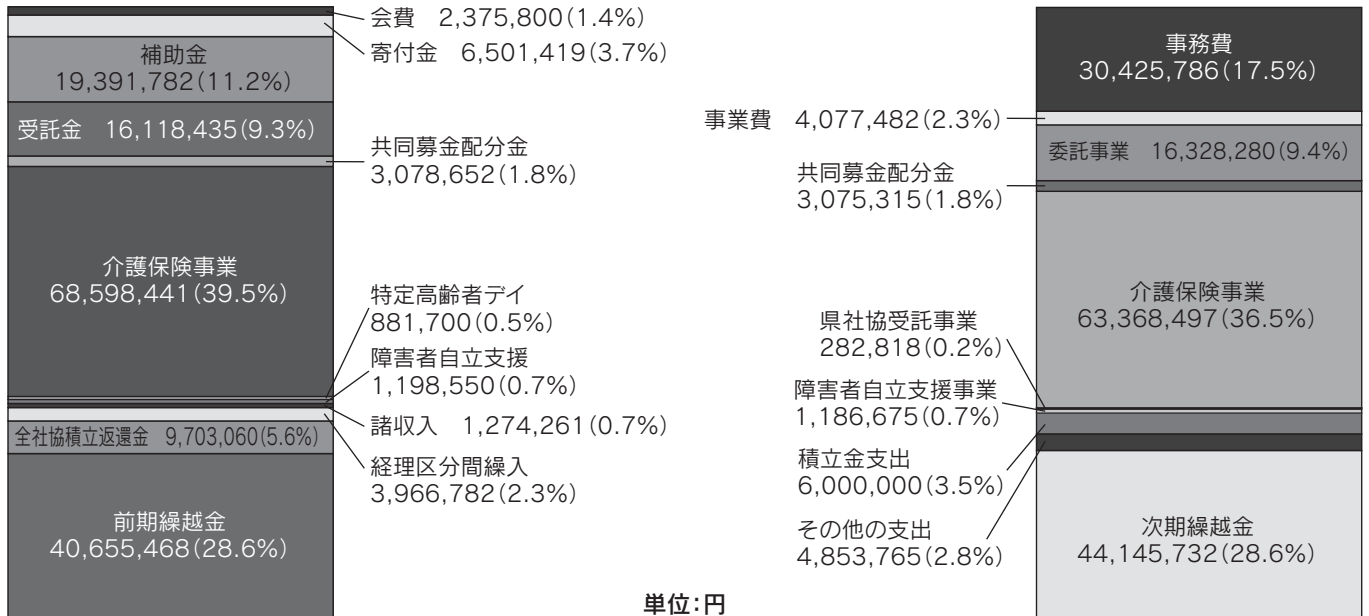 会費　2,375,800(1.4%)
寄付金　6,501,419(3.7%)
補助金
19,391,782(11.2%)
受託金　16,118,435(9.3%)
共同募金配分金
3,078,652(1.8%)
介護保険事業
68,598,441(39.5%)
特定高齢者デイ
881,700(0.5%)
障害者自立支援
1,198,550(0.7%)
諸収入　1,274,261(0.7%)
経理区分間繰入
3,966,782(2.3%)
全社協積立返還金　9,703,060(5.6%)
前期繰越金
40,655,468(28.6%)
事務費
30,425,786(17.5%)
事業費　4,077,482(2.3%)
委託事業　16,328,280(9.4%)
共同募金配分金
3,075,315(1.8%)
介護保険事業
63,368,497(36.5%)
県社協受託事業
282,818(0.2%)
障害者自立支援事業
1,186,675(0.7%)
積立金支出
6,000,000(3.5%)
その他の支出
4,853,765(2.8%)
次期繰越金
44,145,732(28.6%)
単位:円